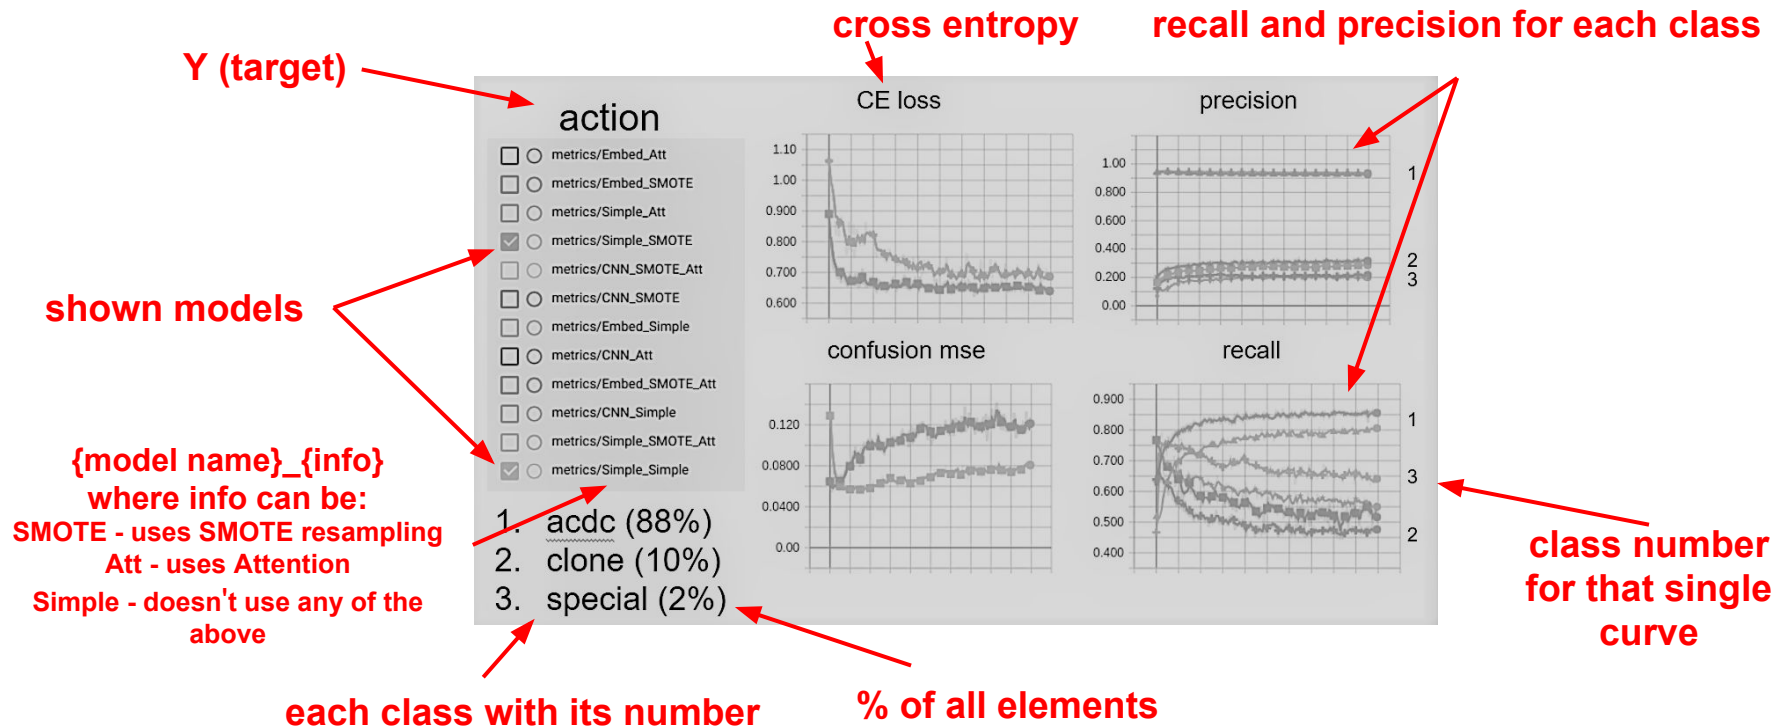 cross entropy
recall and precision for each class
Y (target)
action
metrics/Embed_Att
metrics/Embed_SMOTE
metrics/Simple_Att
metrics/Simple_SMOTE
metrics/CNN_SMOTE_Att
metrics/CNN_SMOTE
metrics/Embed_Simple
metrics/CNN_Att
metrics/Embed_SMOTE_Att
metrics/CNN_Simple
metrics/Simple_SMOTE_Att
metrics/Simple_Simple
1. acdc (88%)
2. clone (10%)
3. special (2%)
CE loss
1.10
1.00
0.900
0.800
0.700
0.600
precision
1.00
0.800
0.600
0.400
0.200
0.00
1
2
3
confusion mse
0.120
0.0800
0.0400
0.00
recall
0.900
0.800
0.700
0.600
0.500
0.400
1
3
2
shown models
{model name}_{info}
where info can be:
SMOTE - uses SMOTE resampling
Att - uses Attention
Simple - doesn't use any of the
above
class number
for that single
curve
each class with its number
% of all elements